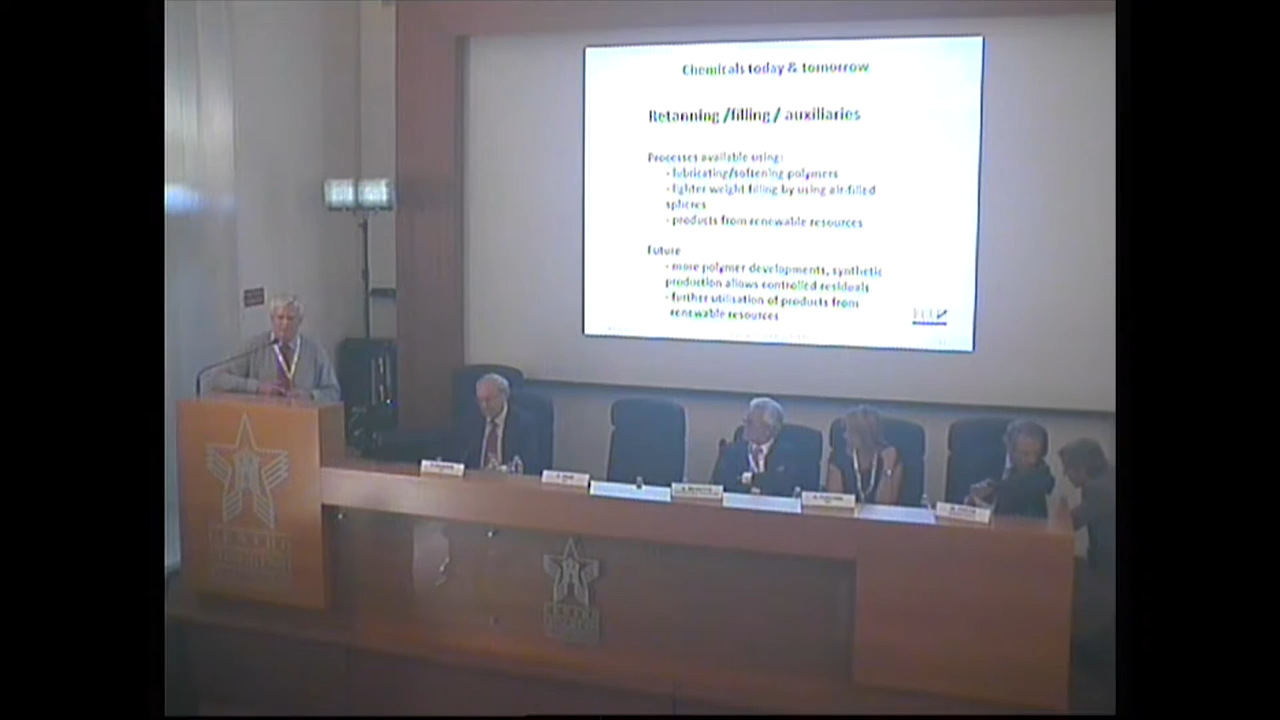 Chemicals today & tomorrow
Retanning /filling / auxiliaries
Processes available using:
- lubricating/softening polymers
- lighter weight filling by using air-filled
spheres
- products from renewable resources
Future
- more polymer developments, synthetic
production allows controlled residuals
- further utilisation of products from
renewable resources